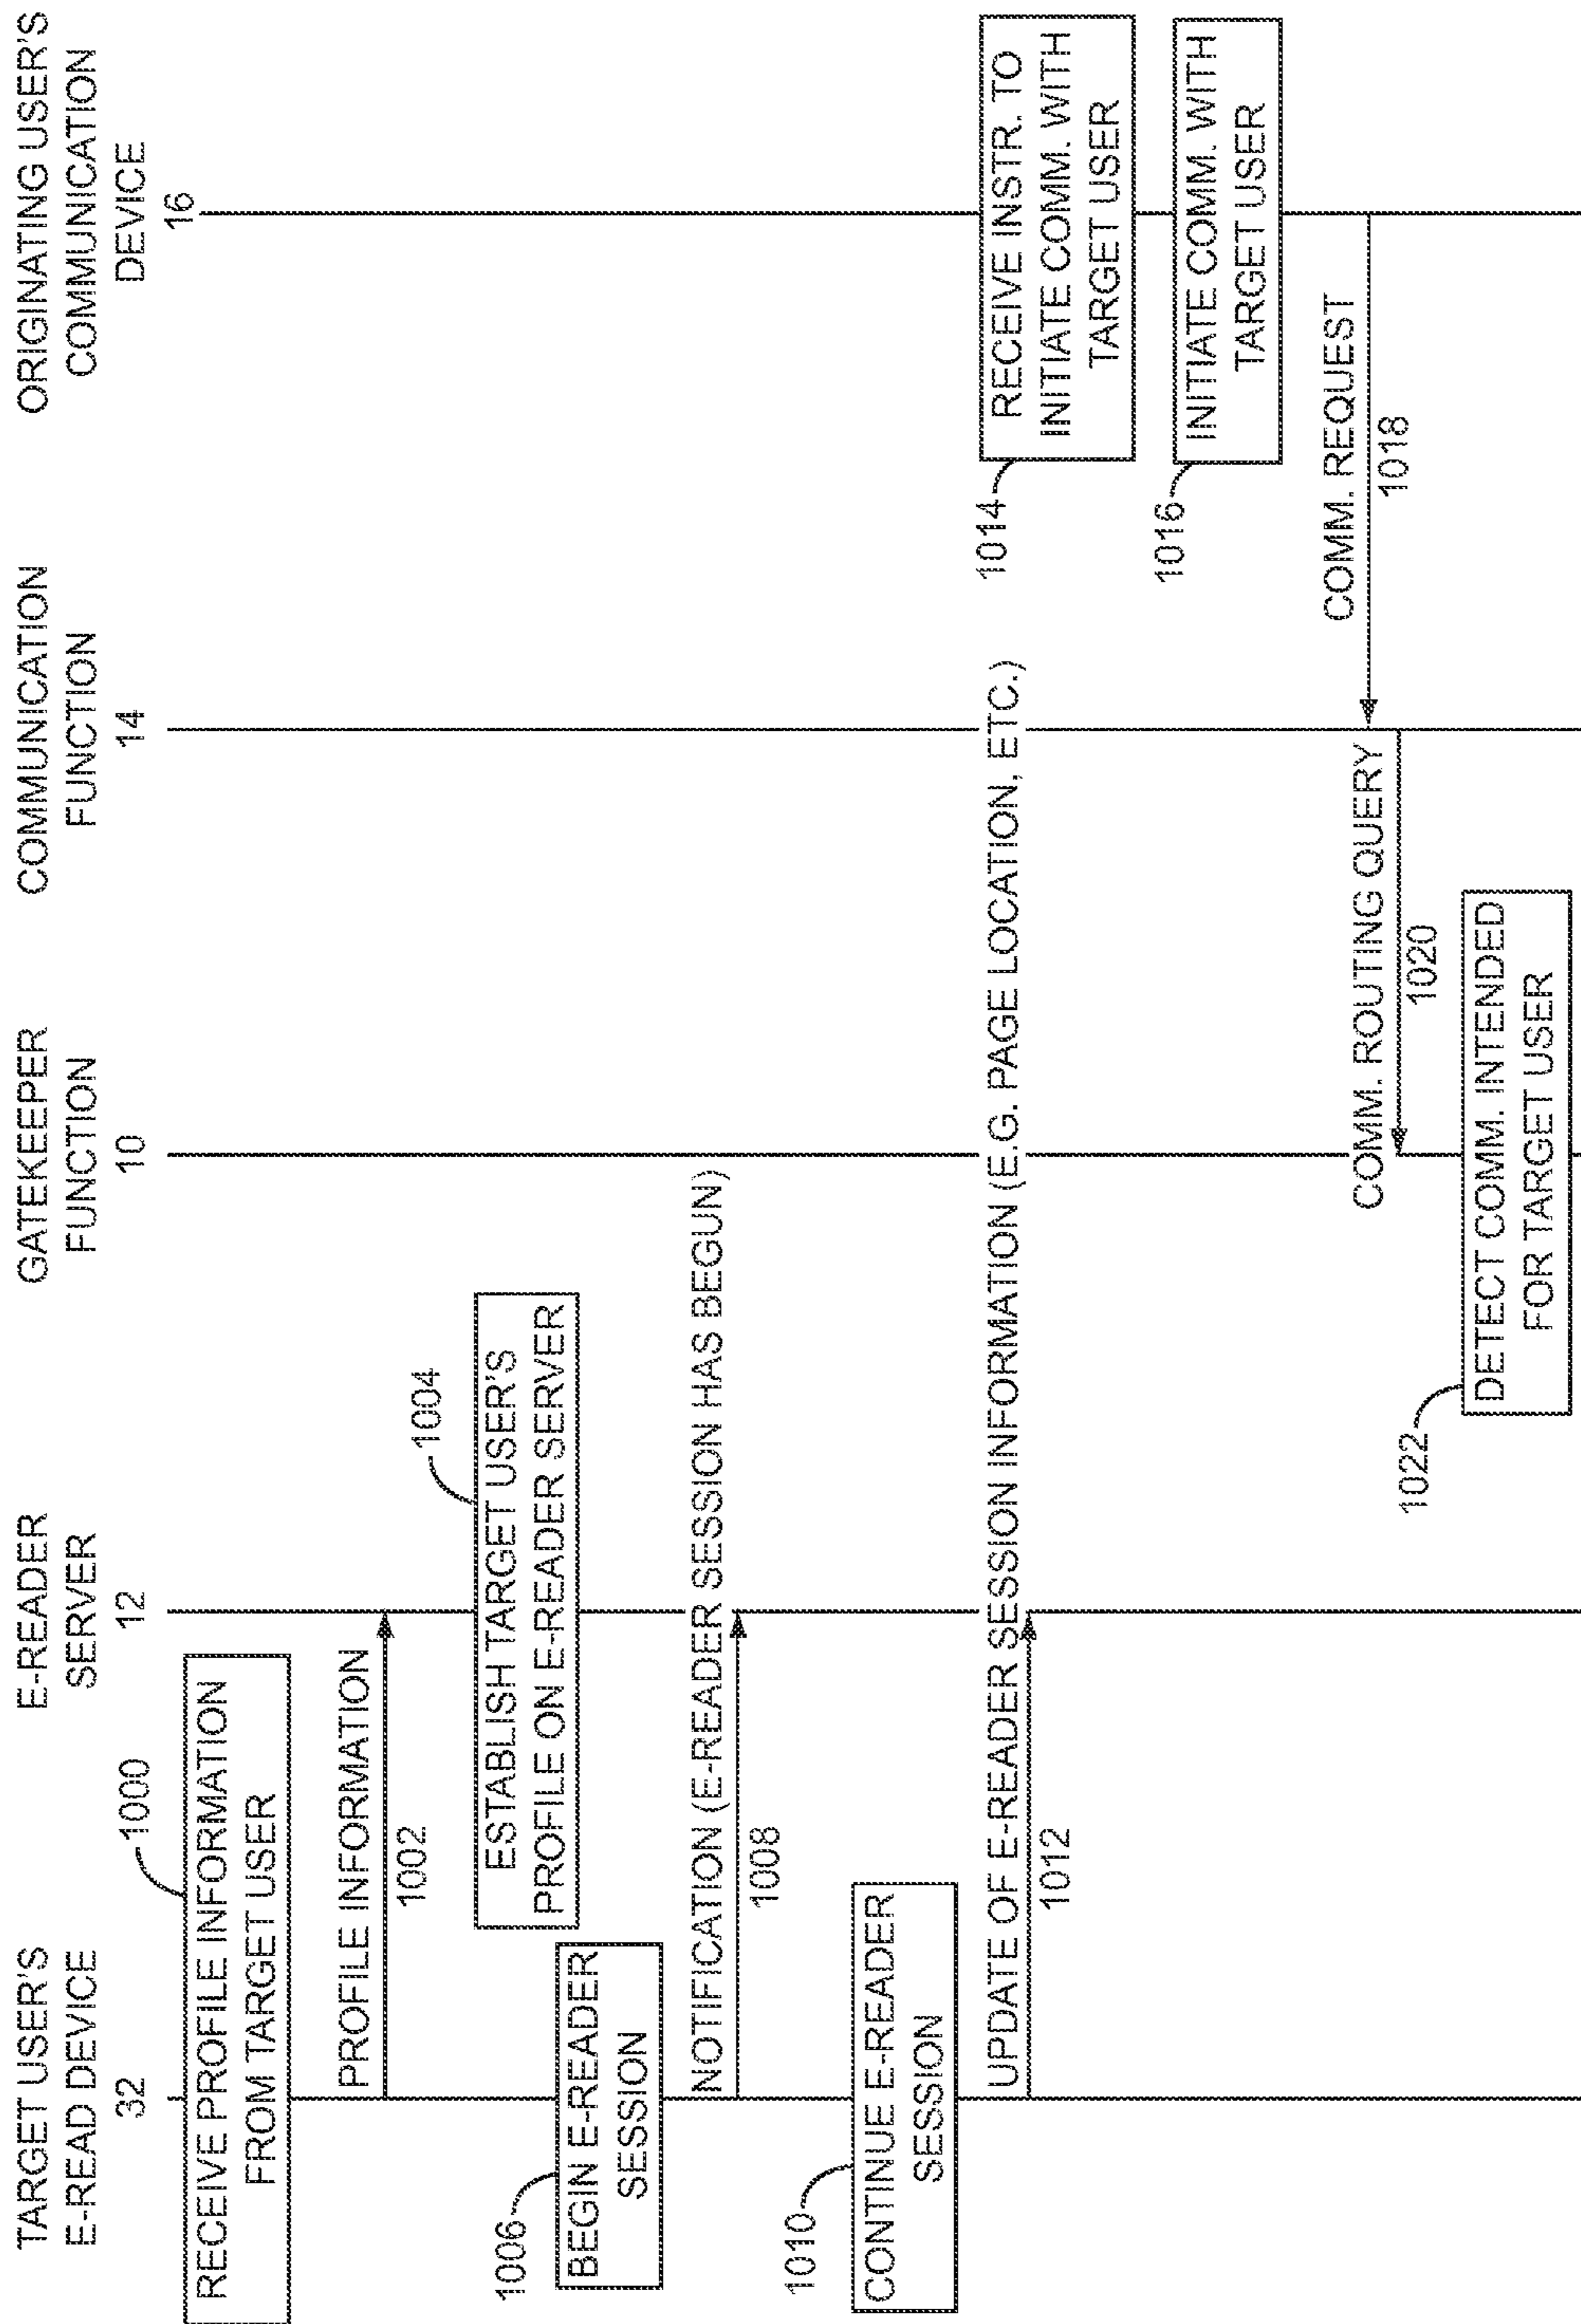 TARGET USER'S
E-READ DEVICE
32
E-READER
SERVER
12
GATEKEEPER
FUNCTION
10
COMMUNICATION
FUNCTION
14
ORIGINATING USER'S
COMMUNICATION
DEVICE
16
1000
RECEIVE PROFILE INFORMATION
FROM TARGET USER
PROFILE INFORMATION
1002
1004
ESTABLISH TARGET USER'S
PROFILE ON E-READER SERVER
1006
BEGIN E-READER
SESSION
NOTIFICATION (E-READER SESSION HAS BEGUN)
1008
1010
CONTINUE E-READER
SESSION
UPDATE OF E-READER SESSION INFORMATION (E.G. PAGE LOCATION, ETC.)
1012
1014
RECEIVE INSTR. TO
INITIATE COMM. WITH
TARGET USER
1016
INITIATE COMM. WITH
TARGET USER
COMM. REQUEST
1018
COMM. ROUTING QUERY
1020
1022
DETECT COMM. INTENDED
FOR TARGET USER